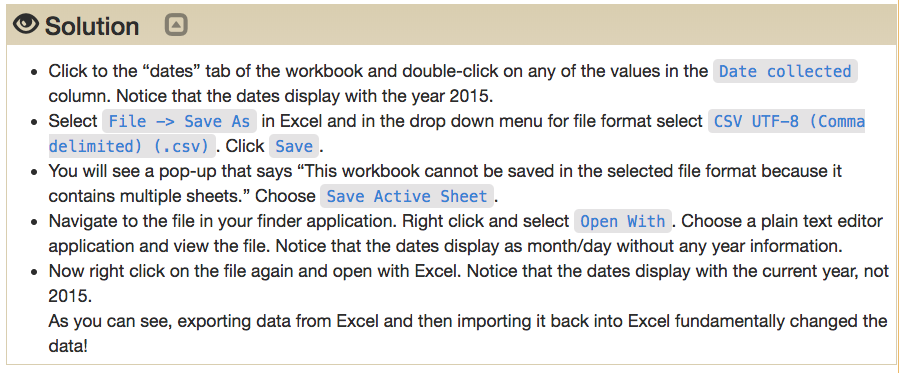 Solution
• Click to the “dates” tab of the workbook and double-click on any of the values in the Date collected
column. Notice that the dates display with the year 2015.
• Select File -> Save As in Excel and in the drop down menu for file format select CSV UTF-8 (Comma
delimited) (.csv). Click Save.
• You will see a pop-up that says “This workbook cannot be saved in the selected file format because it
contains multiple sheets.” Choose Save Active Sheet.
• Navigate to the file in your finder application. Right click and select Open With. Choose a plain text editor
application and view the file. Notice that the dates display as month/day without any year information.
• Now right click on the file again and open with Excel. Notice that the dates display with the current year, not
2015.
As you can see, exporting data from Excel and then importing it back into Excel fundamentally changed the
data!